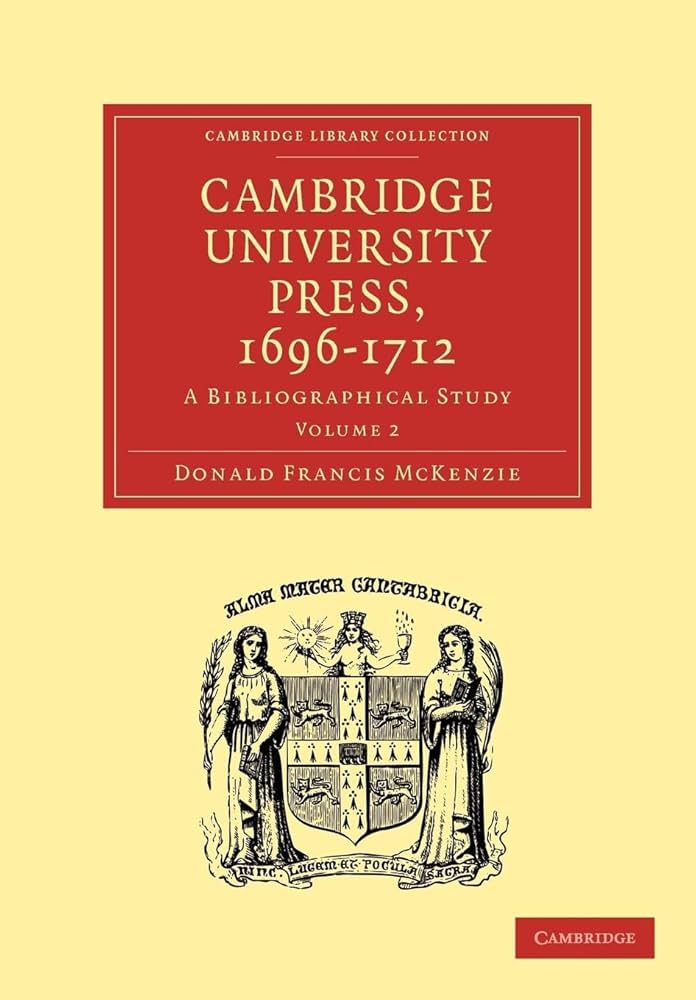 CAMBRIDGE LIBRARY COLLECTION
CAMBRIDGE
UNIVERSITY
PRESS,
1696-1712
A BIBLIOGRAPHICAL STUDY
VOLUME 2
DONALD FRANCIS MCKENZIE
ALMA MATER CANTABRIGIA.
HINC. LUCEM ET POCULA SACRA
CAMBRIDGE